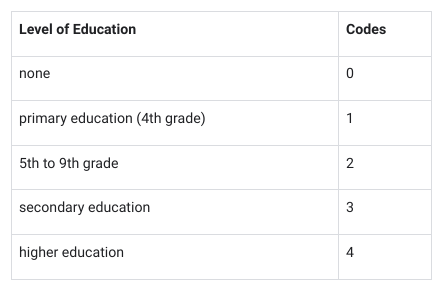 Level of Education Codes
none 0
primary education (4th grade) 1
5th to 9th grade 2
secondary education 3
higher education 4